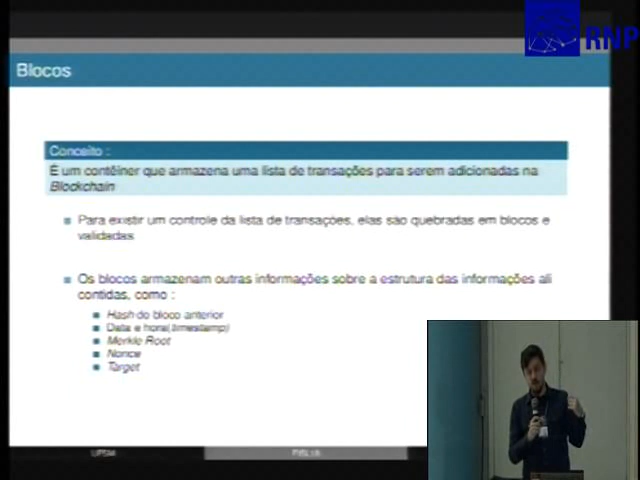 RNP
Blocos
Conceito :
É um contêiner que armazena uma lista de transações para serem adicionadas na
Blockchain
Para existir um controle da lista de transações, elas são quebradas em blocos e
validadas
Os blocos armazenam outras informações sobre a estrutura das informações ali
contidas, como :
Hash do bloco anterior
Data e hora(timestamp)
Merkle Root
Nonce
Target